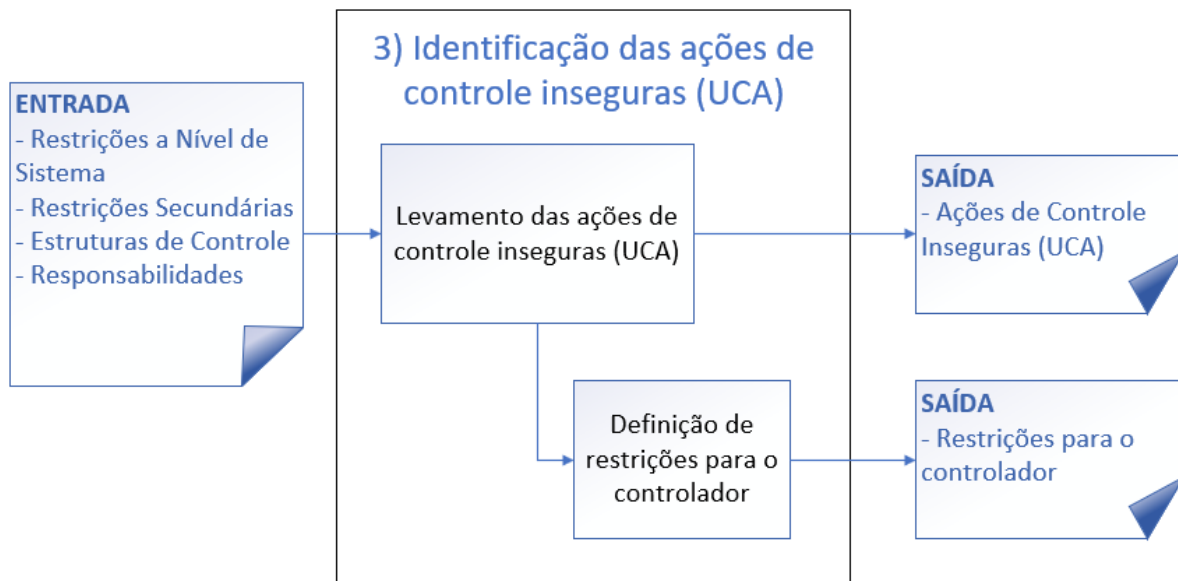 3) Identificação das ações de
controle inseguras (UCA)
ENTRADA
- Restrições a Nível de
Sistema
- Restrições Secundárias
- Estruturas de Controle
- Responsabilidades
Levamento das ações de
controle inseguras (UCA)
SAÍDA
- Ações de Controle
Inseguras (UCA)
Definição de
restrições para o
controlador
SAÍDA
- Restrições para o
controlador